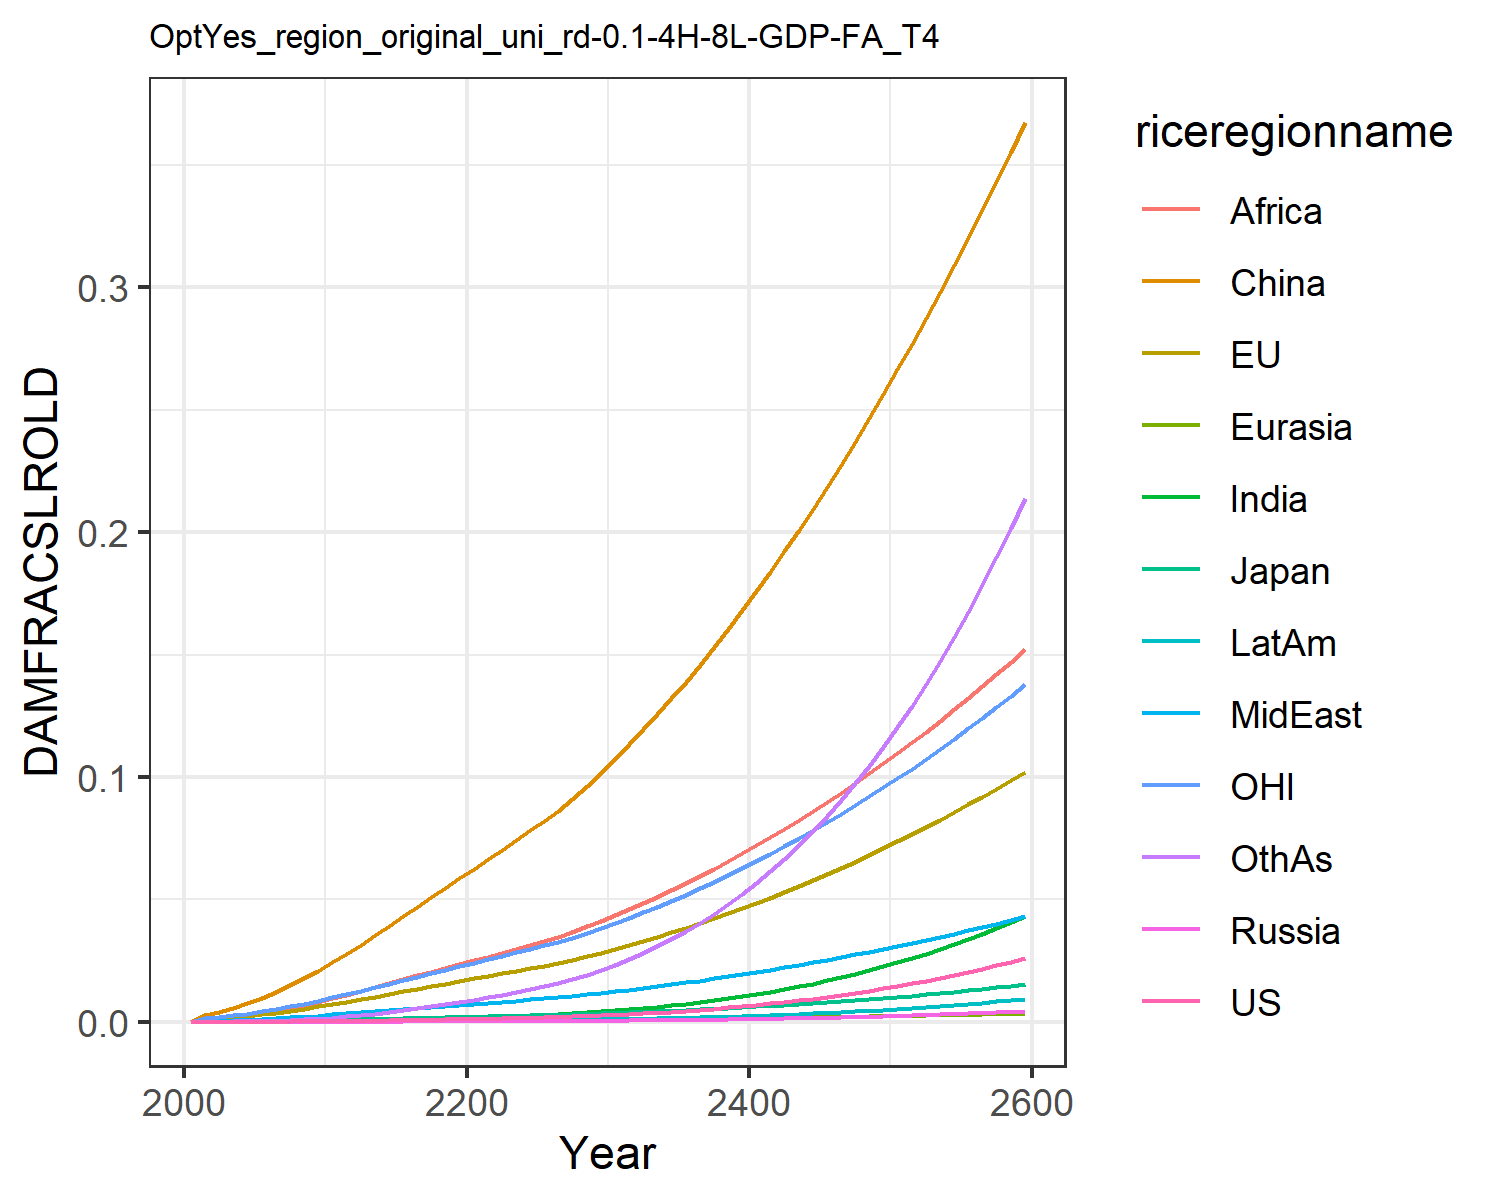 OptYes_region_original_uni_rd-0.1-4H-8L-GDP-FA_T4
DAMFRACSLROLD
0.3
0.2
0.1
0.0
2000 2200 2400 2600
Year
riceregionname
Africa
China
EU
Eurasia
India
Japan
LatAm
MidEast
OHI
OthAs
Russia
US